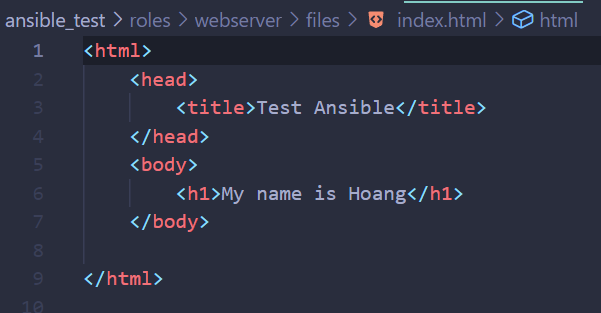 ansible_test > roles > webserver > files > index.html > html
1 <html>
2 <head>
3 <title>Test Ansible</title>
4 </head>
5 <body>
6 <h1>My name is Hoang</h1>
7 </body>
8
9 </html>
10